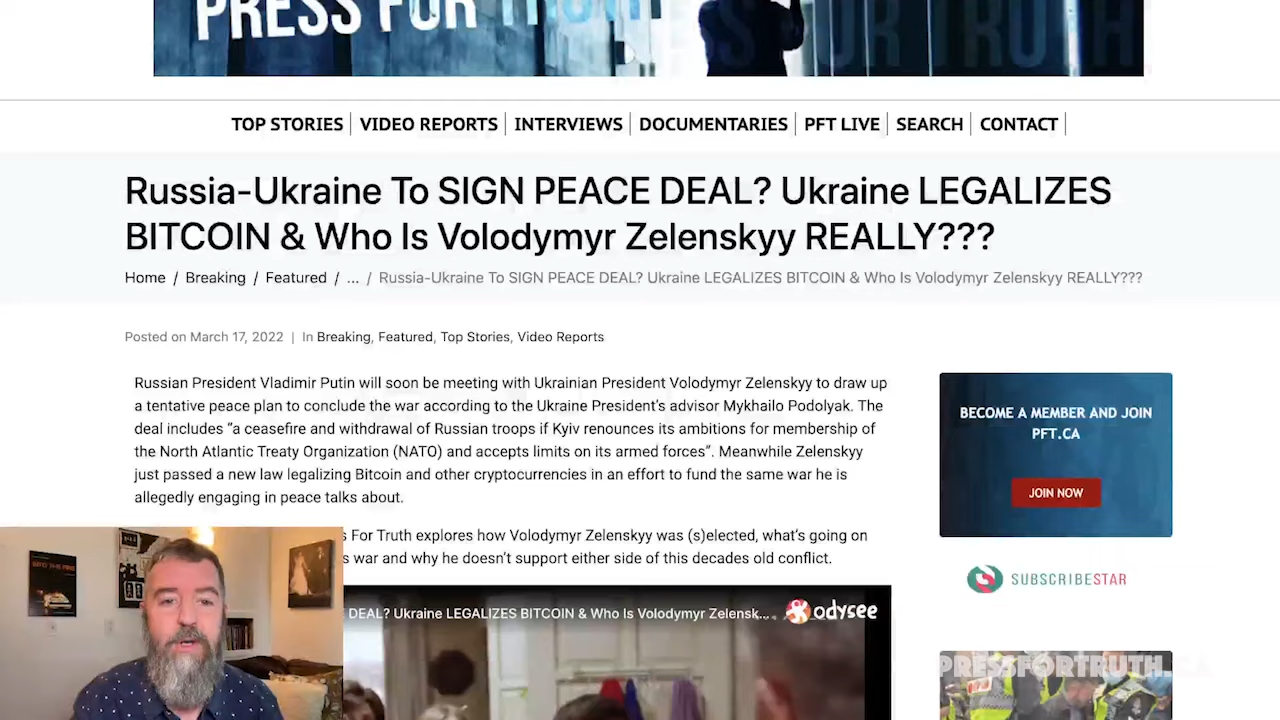 PRESS FOR TRUTH
TOP STORIES | VIDEO REPORTS | INTERVIEWS | DOCUMENTARIES | PFT LIVE | SEARCH | CONTACT |
Russia-Ukraine To SIGN PEACE DEAL? Ukraine LEGALIZES
BITCOIN & Who Is Volodymyr Zelenskyy REALLY???
Home / Breaking / Featured / ... / Russia-Ukraine To SIGN PEACE DEAL? Ukraine LEGALIZES BITCOIN & Who Is Volodymyr Zelenskyy REALLY???
Posted on March 17, 2022 | In Breaking, Featured, Top Stories, Video Reports
Russian President Vladimir Putin will soon be meeting with Ukrainian President Volodymyr Zelenskyy to draw up
a tentative peace plan to conclude the war according to the Ukraine President's advisor Mykhailo Podolyak. The
deal includes "a ceasefire and withdrawal of Russian troops if Kyiv renounces its ambitions for membership of
the North Atlantic Treaty Organization (NATO) and accepts limits on its armed forces". Meanwhile Zelenskyy
just passed a new law legalizing Bitcoin and other cryptocurrencies in an effort to fund the same war he is
allegedly engaging in peace talks about.
s For Truth explores how Volodymyr Zelenskyy was (s)elected, what's going on
s war and why he doesn't support either side of this decades old conflict.
DEAL? Ukraine LEGALIZES BITCOIN & Who Is Volodymyr Zelensk...
odysee
BECOME A MEMBER AND JOIN
PFT.CA
JOIN NOW
SUBSCRIBESTAR
PRESSFORTRUTH.CA
INTO THE FIRE